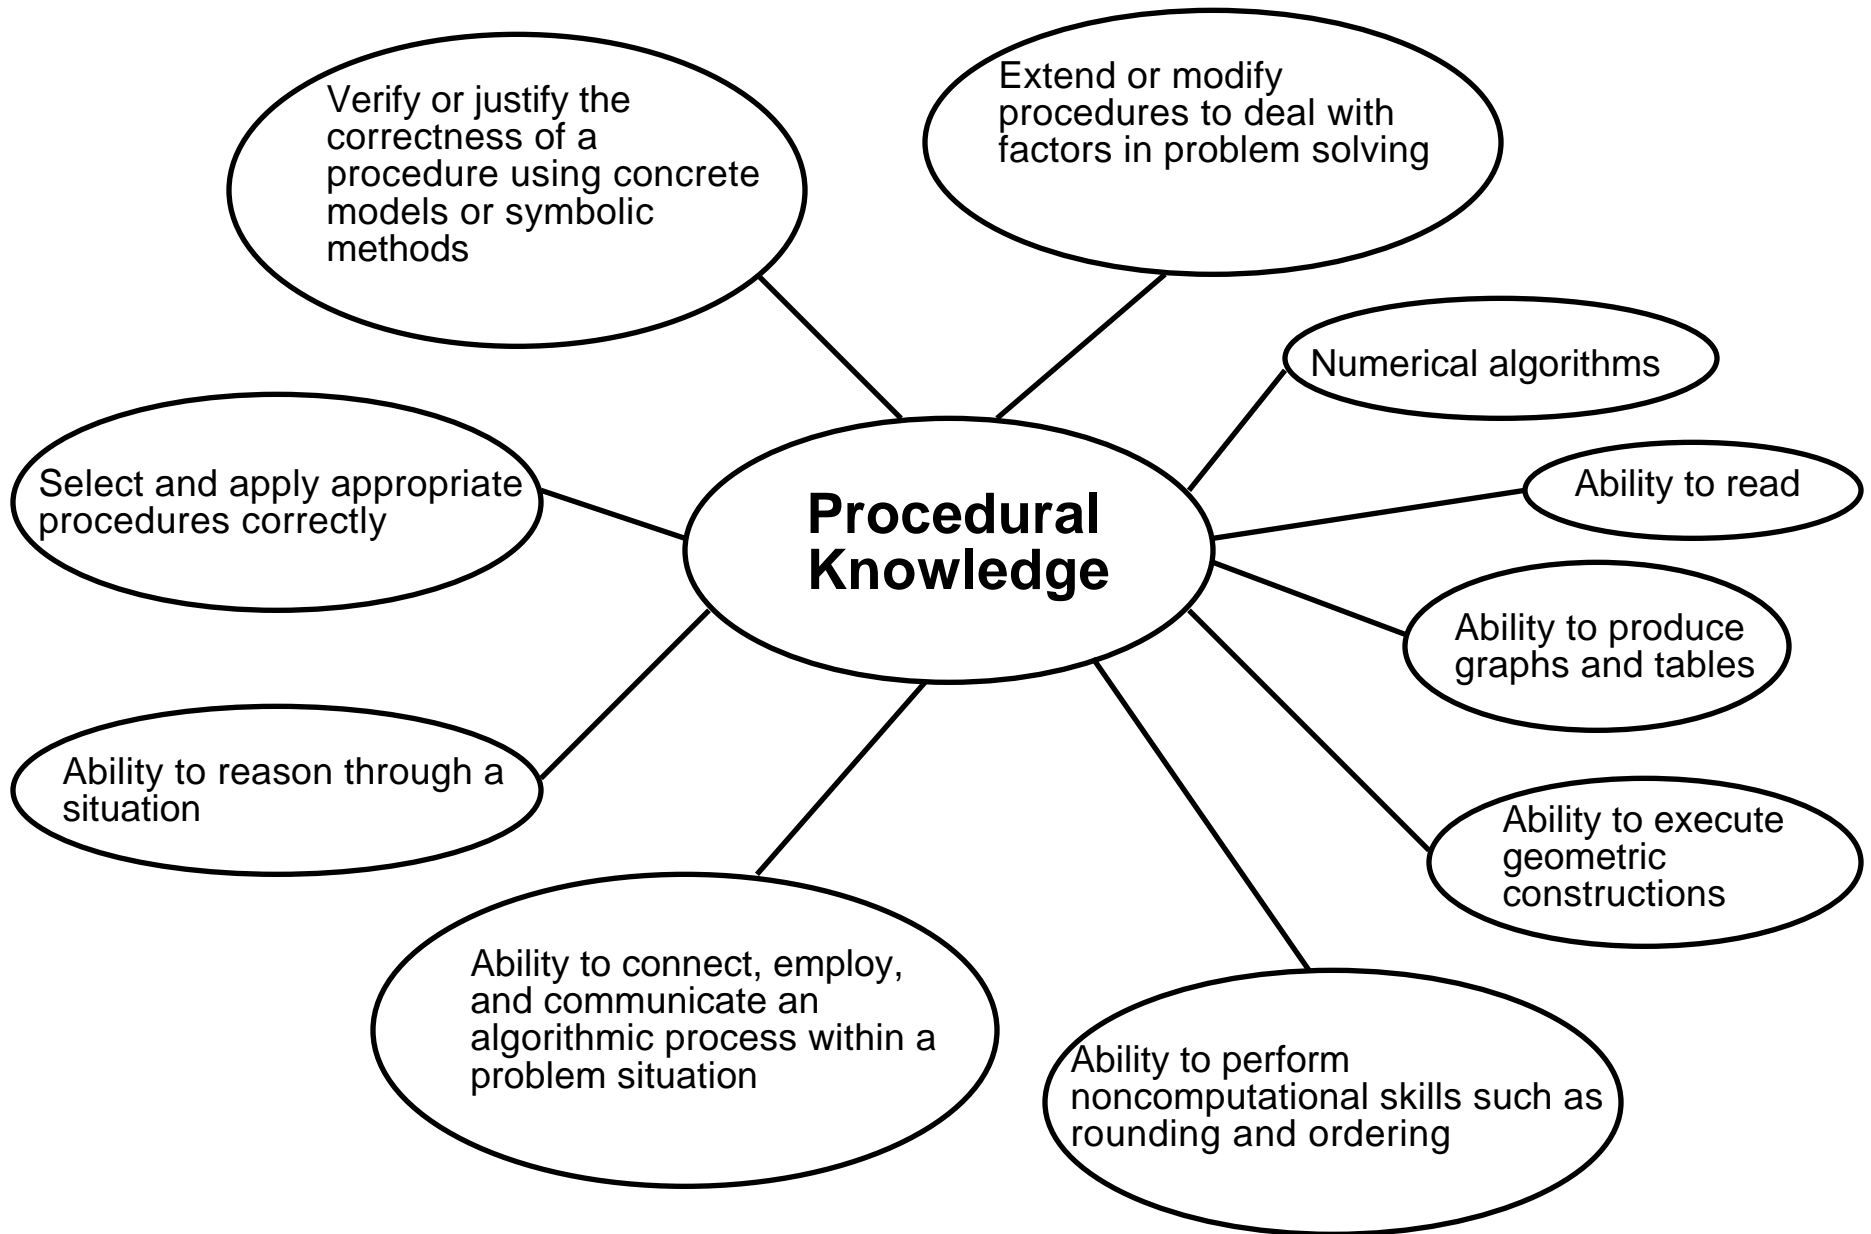 Verify or justify the
correctness of a
procedure using concrete
models or symbolic
methods
Extend or modify
procedures to deal with
factors in problem solving
Numerical algorithms
Select and apply appropriate
procedures correctly
Procedural
Knowledge
Ability to read
Ability to produce
graphs and tables
Ability to reason through a
situation
Ability to execute
geometric
constructions
Ability to connect, employ,
and communicate an
algorithmic process within a
problem situation
Ability to perform
noncomputational skills such as
rounding and ordering